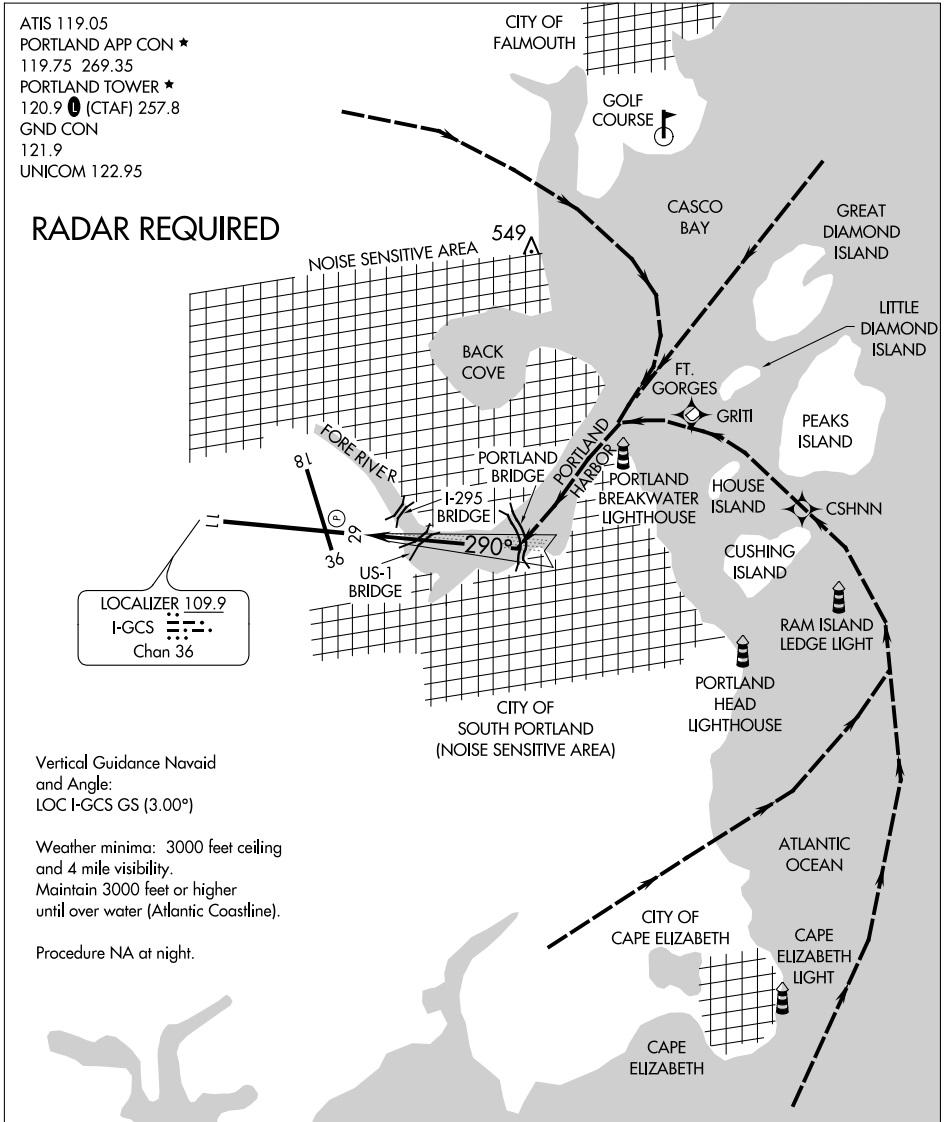 ATIS 119.05
PORTLAND APP CON ★
119.75 269.35
PORTLAND TOWER ★
120.9 L (CTAF) 257.8
GND CON
121.9
UNICOM 122.95
RADAR REQUIRED
CITY OF
FALMOUTH
GOLF
COURSE
CASCO
BAY
GREAT
DIAMOND
ISLAND
NOISE SENSITIVE AREA
549
LITTLE
DIAMOND
ISLAND
BACK
COVE
FT.
GORGES
GRITI
PEAKS
ISLAND
FORE RIVER
PORTLAND
BRIDGE
PORTLAND
HARBOR
PORTLAND
BREAKWATER
LIGHTHOUSE
HOUSE
ISLAND
CSHNN
18
I-295
BRIDGE
11
P
29
290°
36
US-1
BRIDGE
CUSHING
ISLAND
LOCALIZER 109.9
I-GCS
Chan 36
RAM ISLAND
LEDGE LIGHT
PORTLAND
HEAD
LIGHTHOUSE
CITY OF
SOUTH PORTLAND
(NOISE SENSITIVE AREA)
Vertical Guidance Navaid
and Angle:
LOC I-GCS GS (3.00°)
Weather minima: 3000 feet ceiling
and 4 mile visibility.
Maintain 3000 feet or higher
until over water (Atlantic Coastline).
Procedure NA at night.
ATLANTIC
OCEAN
CITY OF
CAPE ELIZABETH
CAPE
ELIZABETH
LIGHT
CAPE
ELIZABETH